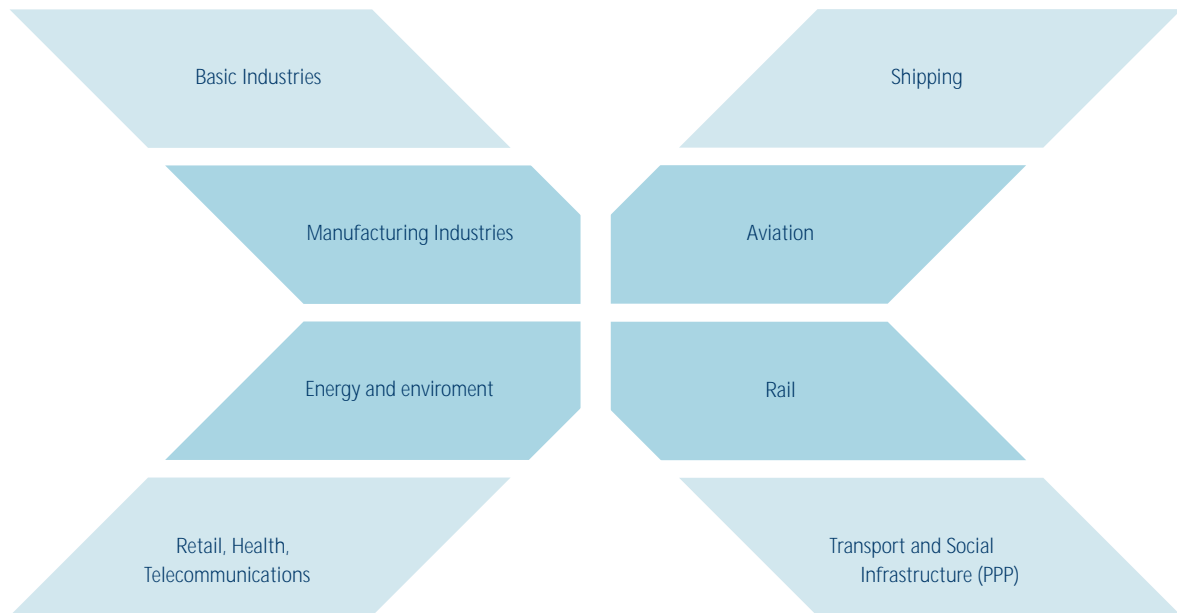 Basic Industries
Shipping
Manufacturing Industries
Aviation
Energy and enviroment
Rail
Retail, Health,
Telecommunications
Transport and Social
Infrastructure (PPP)